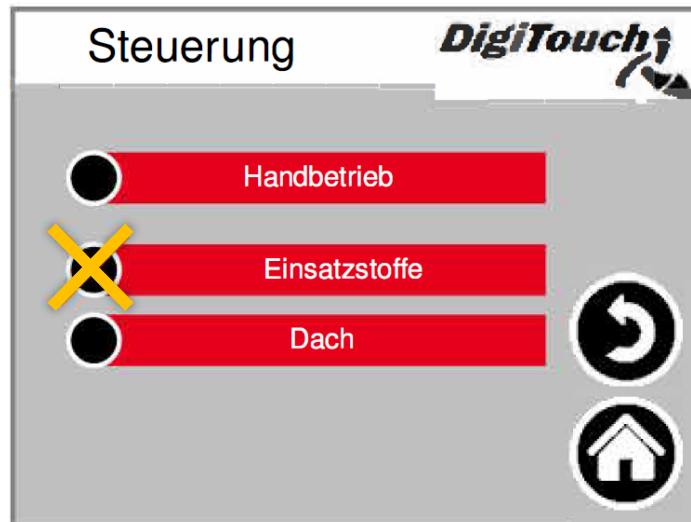 Steuerung
DigiTouch
Handbetrieb
Einsatzstoffe
Dach